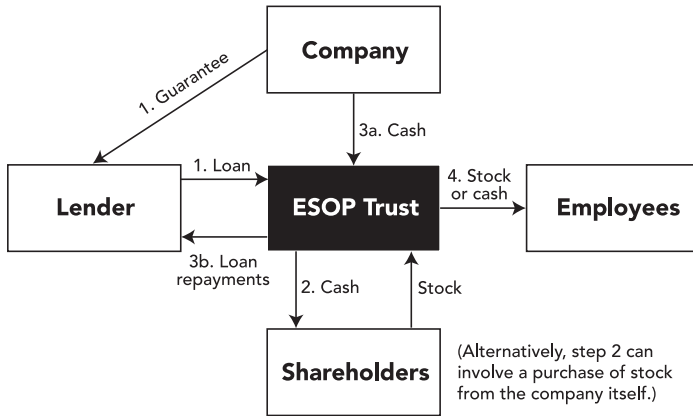 Company
1. Guarantee
3a. Cash
1. Loan
Lender
ESOP Trust
4. Stock
or cash
Employees
3b. Loan
repayments
2. Cash
Stock
Shareholders
(Alternatively, step 2 can
involve a purchase of stock
from the company itself.)